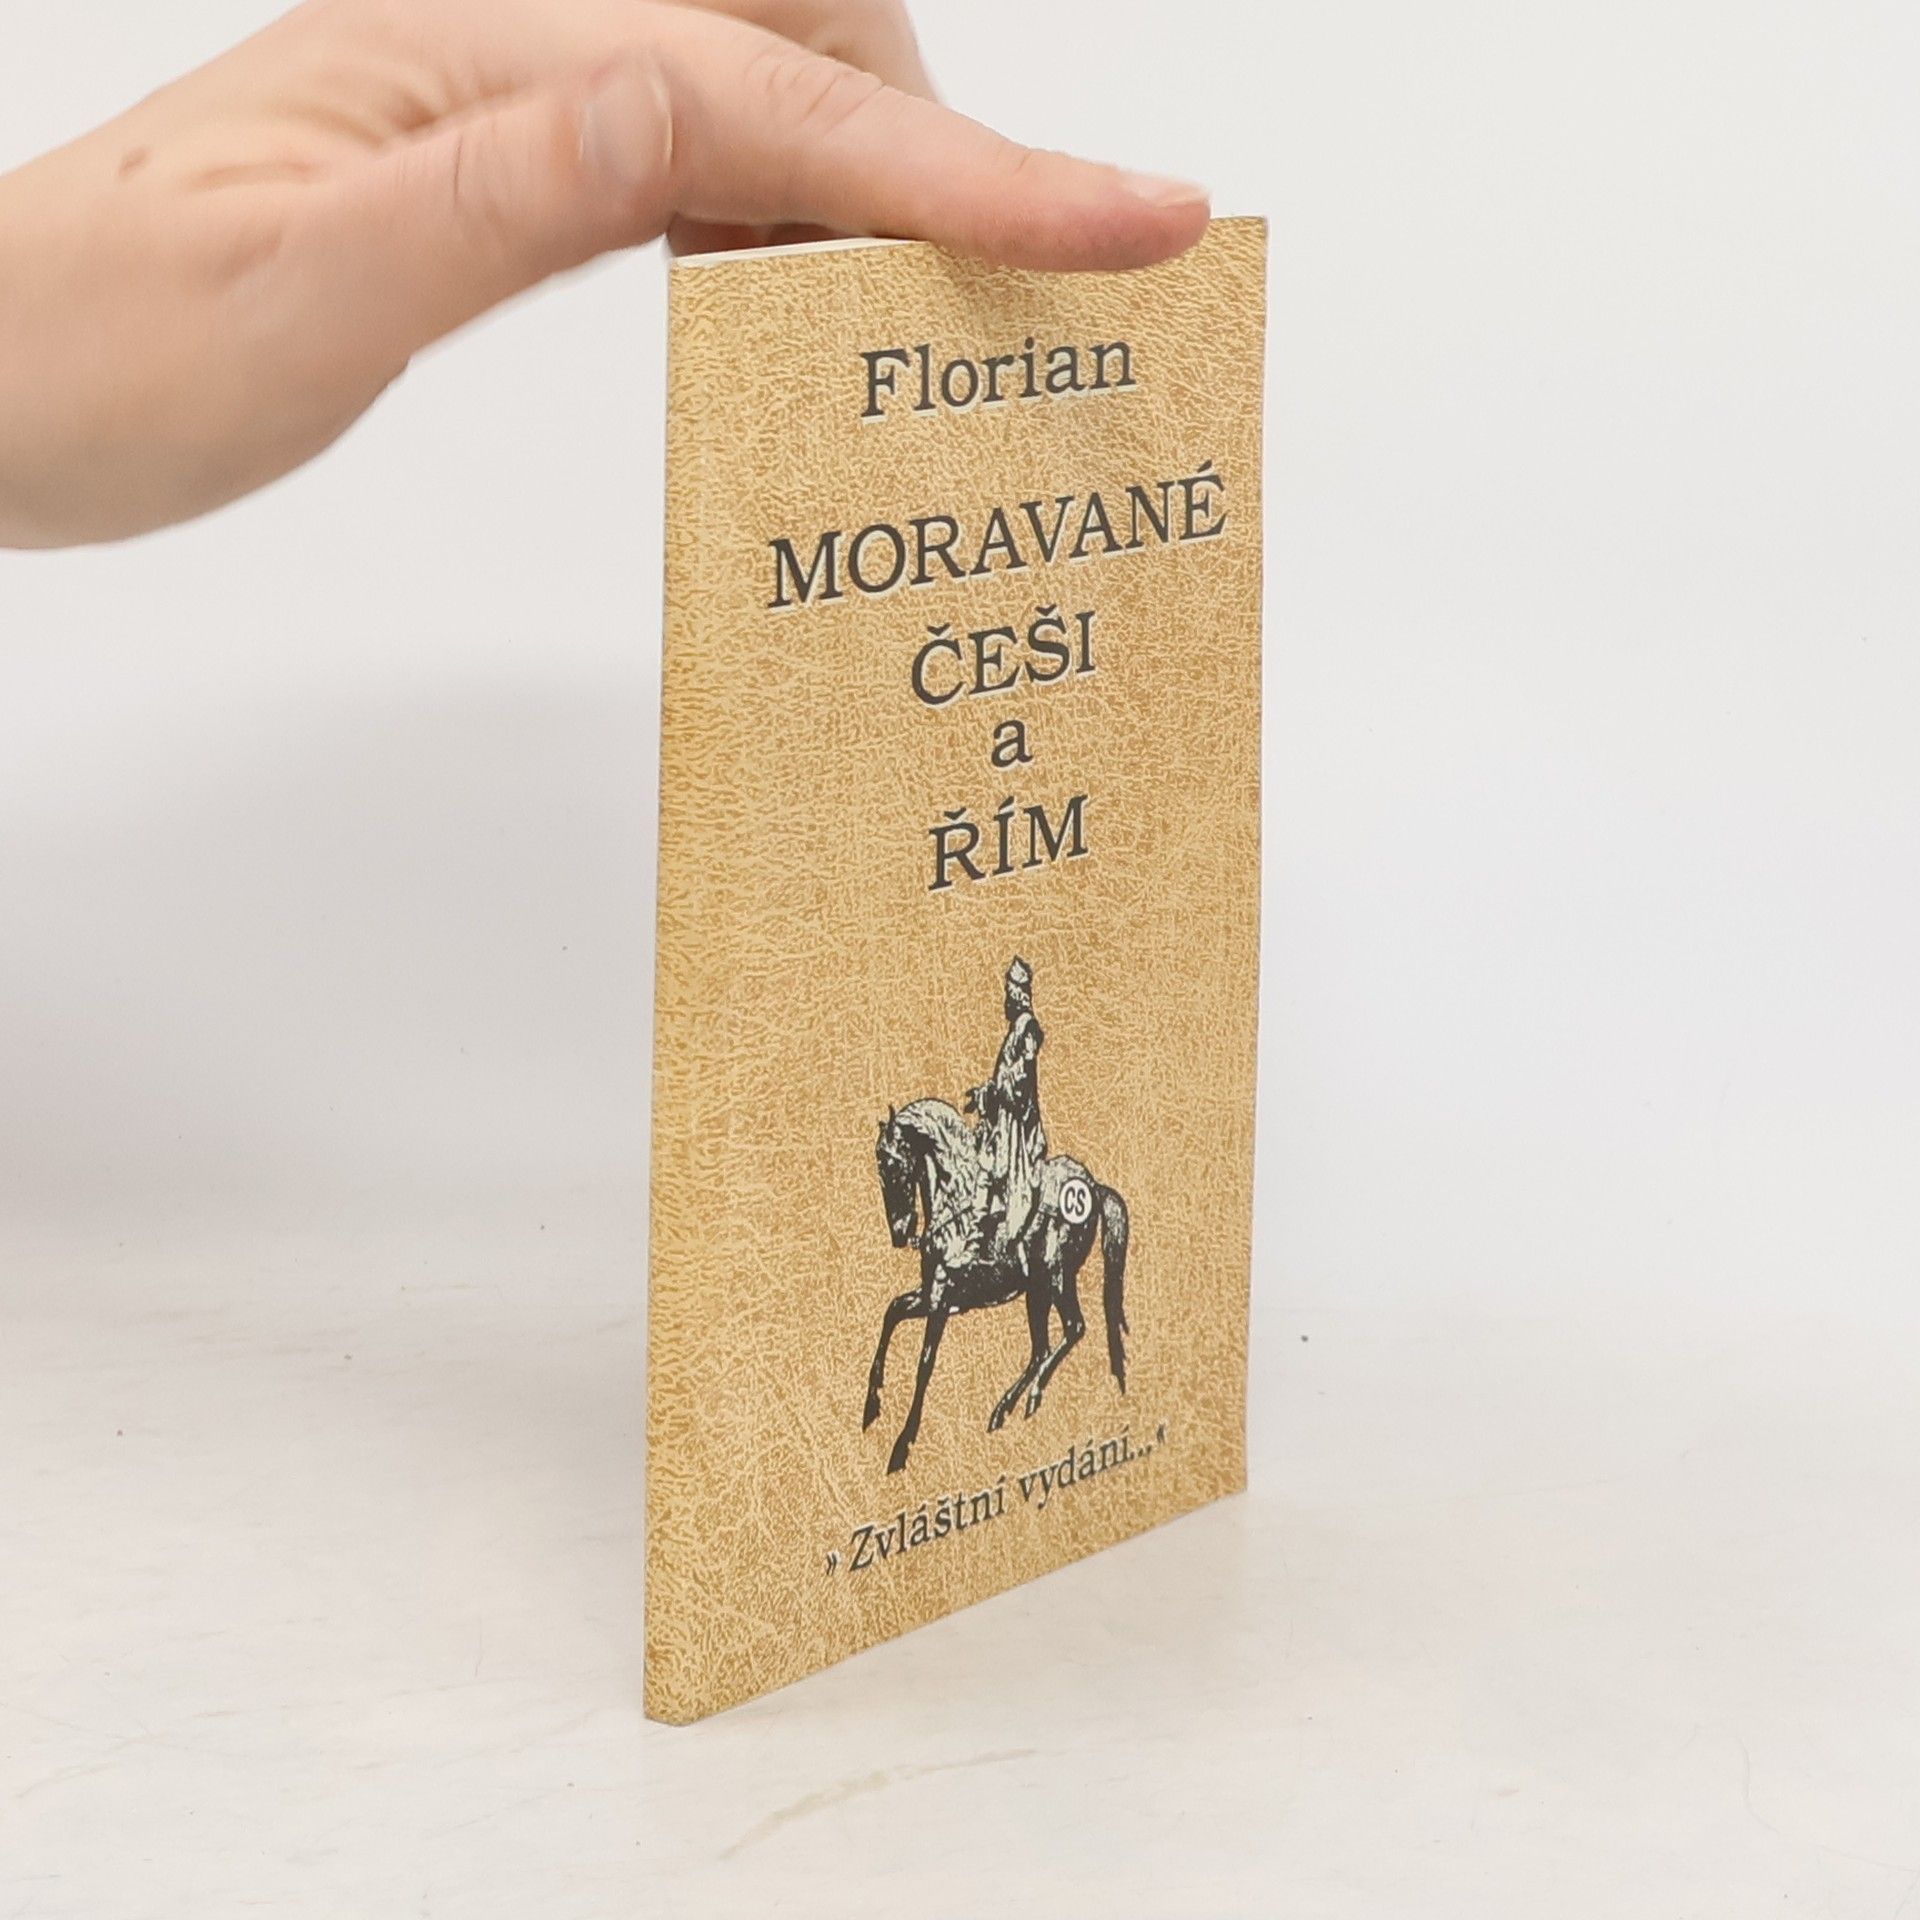 Florian
MORAVANÉ
ČEŠI
a
ŘÍM
CS
» Zvláštní vydání... «